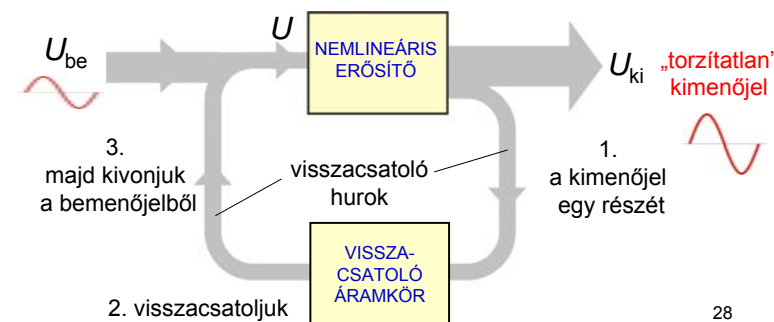 U
NEMLINEÁRIS
ERŐSÍTŐ
Ube
Uki
„torzítatlan”
kimenőjel
3.
majd kivonjuk
a bemenőjelből
visszacsatoló
hurok
1.
a kimenőjel
egy részét
VISSZA-
CSATOLÓ
ÁRAMKÖR
2. visszacsatoljuk
28